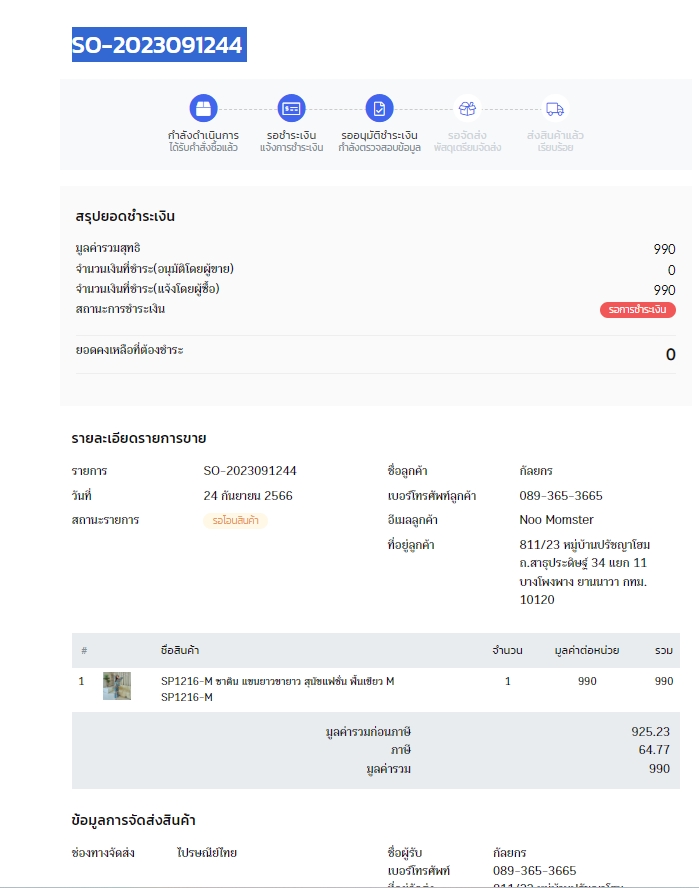 SO-2023091244
กำลังดำเนินการ รอชำระเงิน รออนุมัติชำระเงิน รอจัดส่ง ส่งสินค้าแล้ว
ได้รับคำสั่งซื้อแล้ว แจ้งการชำระเงิน กำลังตรวจสอบข้อมูล พัสดุเตรียมจัดส่ง เรียบร้อย
สรุปยอดชำระเงิน
มูลค่ารวมสุทธิ 990
จำนวนเงินที่ชำระ(อนุมัติโดยผู้ขาย) 0
จำนวนเงินที่ชำระ(แจ้งโดยผู้ซื้อ) 990
สถานะการชำระเงิน รอการชำระเงิน
ยอดคงเหลือที่ต้องชำระ 0
รายละเอียดรายการขาย
รายการ SO-2023091244 ชื่อลูกค้า กัลยกร
วันที่ 24 กันยายน 2566 เบอร์โทรศัพท์ลูกค้า 089-365-3665
สถานะรายการ รอโอนสินค้า อีเมลลูกค้า Noo Momster
ที่อยู่ลูกค้า 811/23 หมู่บ้านปรัชญาโฮม
ถ.สาธุประดิษฐ์ 34 แยก 11
บางโพงพาง ยานนาวา กทม.
10120
# ชื่อสินค้า จำนวน มูลค่าต่อหน่วย รวม
1 SP1216-M ซาติน แขนยาวขายาว สุนัขแฟชั่น พื้นเขียว M 1 990 990
SP1216-M
มูลค่ารวมก่อนภาษี 925.23
ภาษี 64.77
มูลค่ารวม 990
ข้อมูลการจัดส่งสินค้า
ช่องทางจัดส่ง ไปรษณีย์ไทย ชื่อผู้รับ กัลยกร
เบอร์โทรศัพท์ 089-365-3665